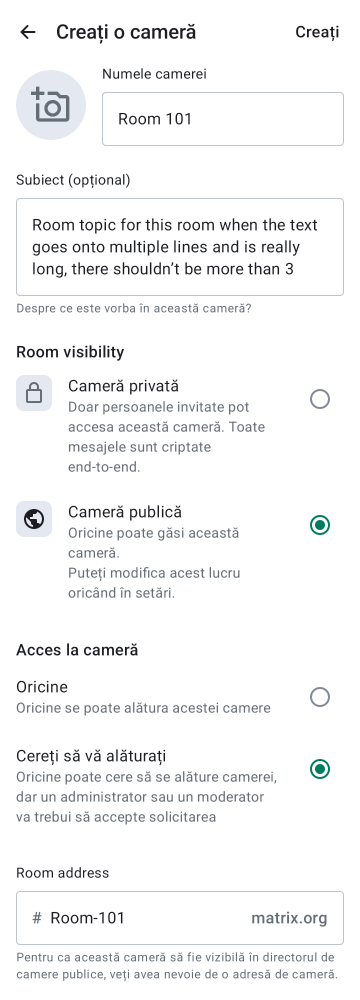 Creați o cameră
Creați
Numele camerei
Room 101
Subiect (opțional)
Room topic for this room when the text
goes onto multiple lines and is really
long, there shouldn’t be more than 3
Despre ce este vorba în această cameră?
Room visibility
Cameră privată
Doar persoanele invitate pot
accesa această cameră. Toate
mesajele sunt criptate
end-to-end.
Cameră publică
Oricine poate găsi această
cameră.
Puteți modifica acest lucru
oricând în setări.
Acces la cameră
Oricine
Oricine se poate alătura acestei camere
Cereți să vă alăturați
Oricine poate cere să se alăture camerei,
dar un administrator sau un moderator
va trebui să accepte solicitarea
Room address
# Room-101 matrix.org
Pentru ca această cameră să fie vizibilă în directorul de
camere publice, veți avea nevoie de o adresă de cameră.